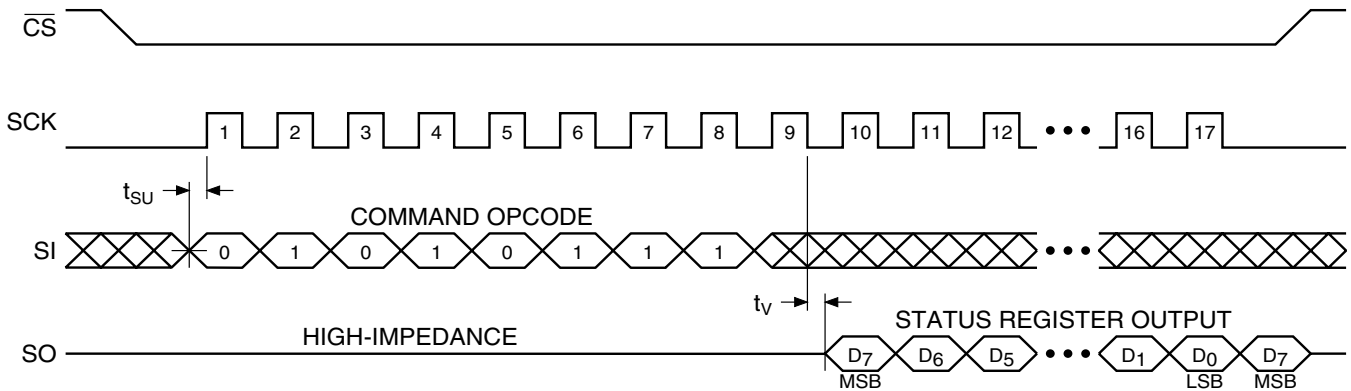 CS
SCK 1 2 3 4 5 6 7 8 9 10 11 12 ••• 16 17
tSU
COMMAND OPCODE
SI 0 1 0 1 0 1 1 1 •••
tV
HIGH-IMPEDANCE STATUS REGISTER OUTPUT
SO D7 D6 D5 ••• D1 D0 D7
MSB LSB MSB